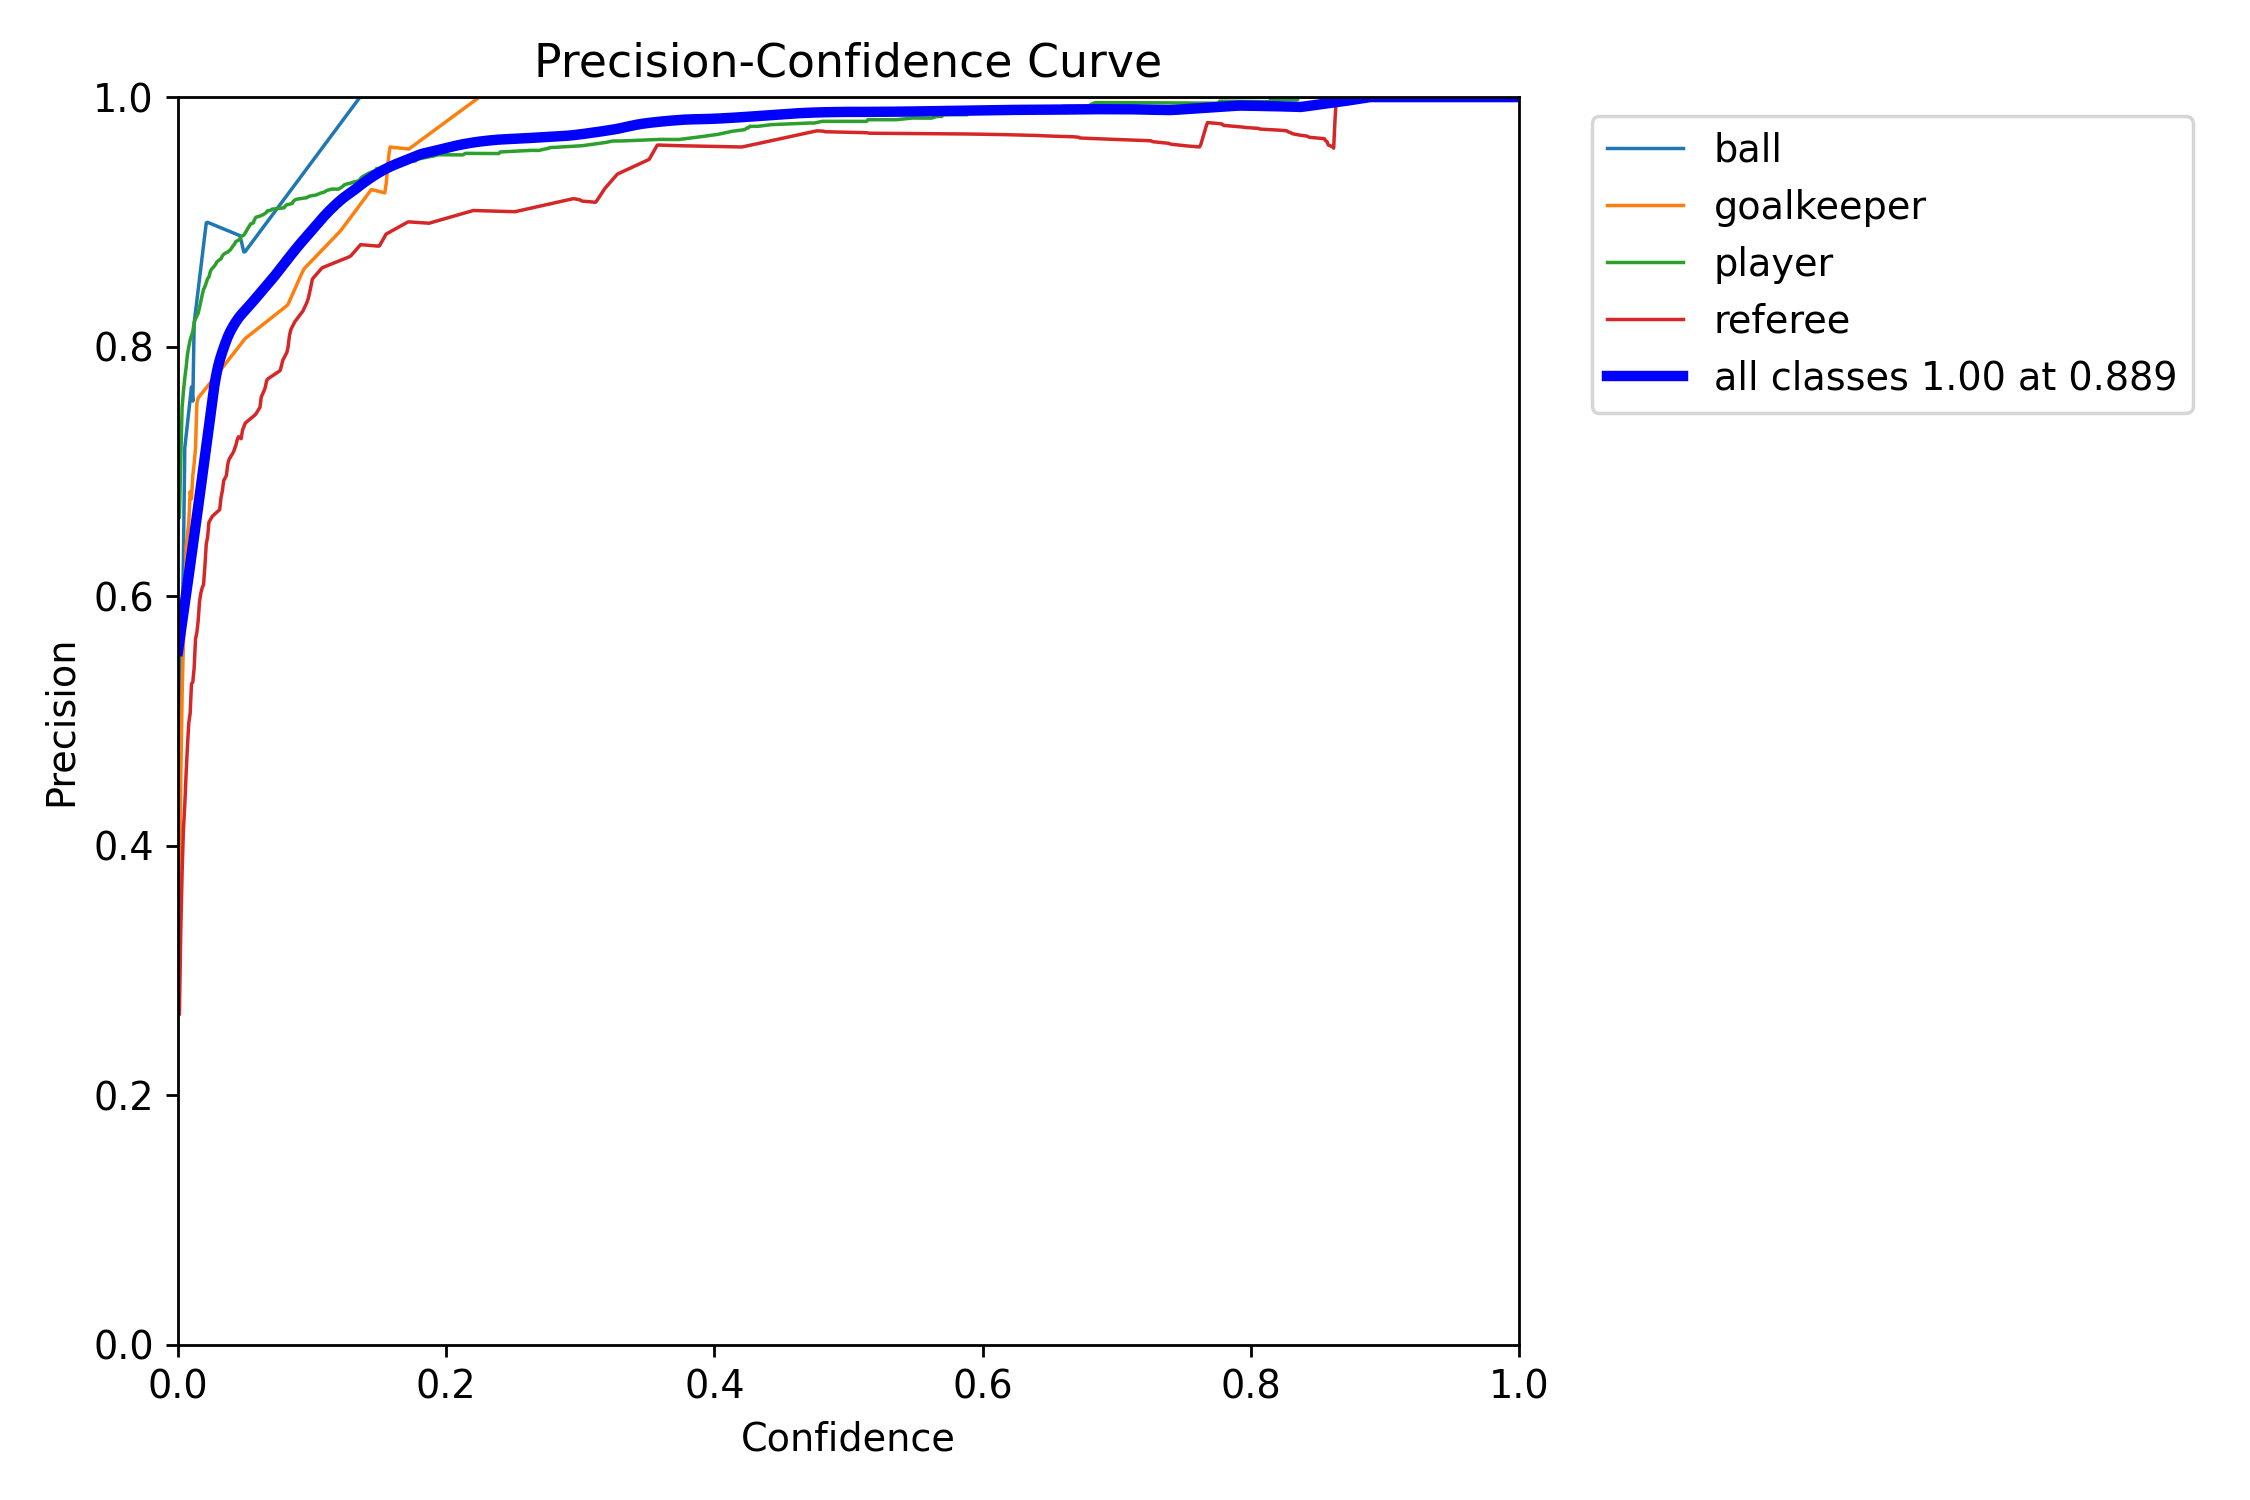 Precision-Confidence Curve
1.0
0.8
0.6
0.4
0.2
0.0
Precision
0.0 0.2 0.4 0.6 0.8 1.0
Confidence
ball
goalkeeper
player
referee
all classes 1.00 at 0.889